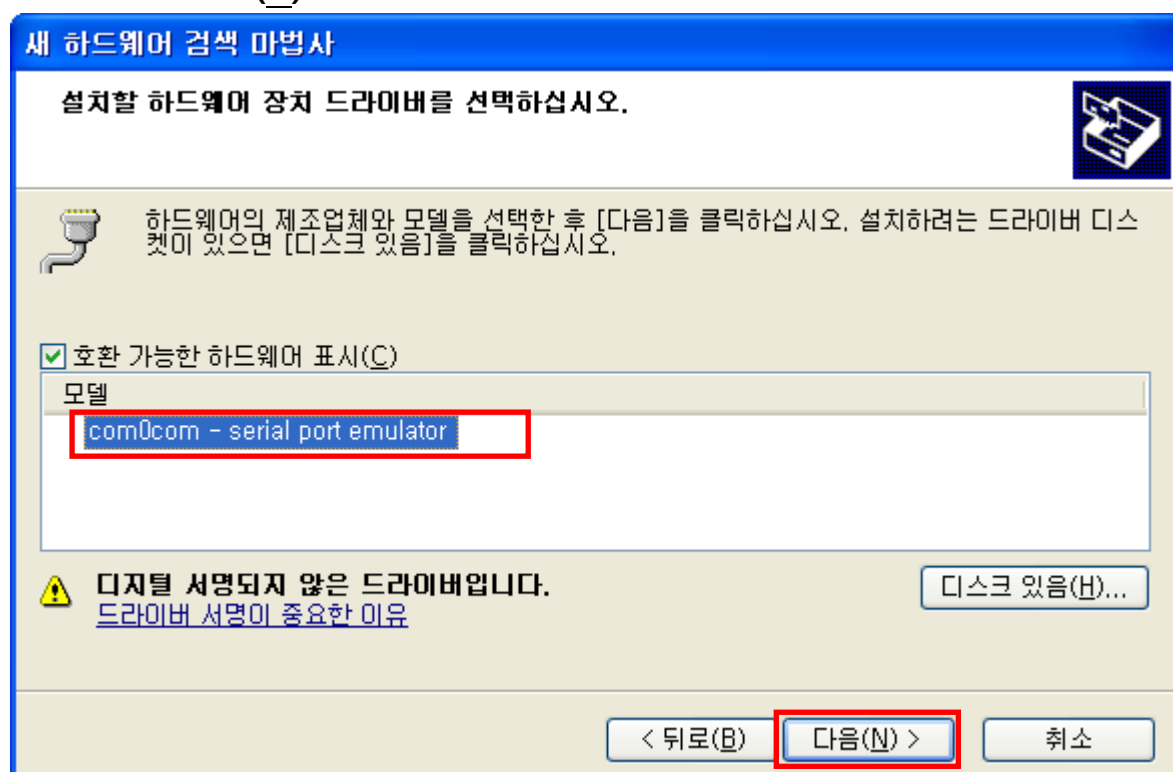 새 하드웨어 검색 마법사
설치할 하드웨어 장치 드라이버를 선택하십시오.
하드웨어의 제조업체와 모델을 선택한 후 [다음]을 클릭하십시오. 설치하려는 드라이버 디스
켓이 있으면 [디스크 있음]을 클릭하십시오.
호환 가능한 하드웨어 표시(C)
모델
com0com - serial port emulator
디지털 서명되지 않은 드라이버입니다.
디스크 있음(H)...
드라이버 서명이 중요한 이유
< 뒤로(B) 다음(N) > 취소